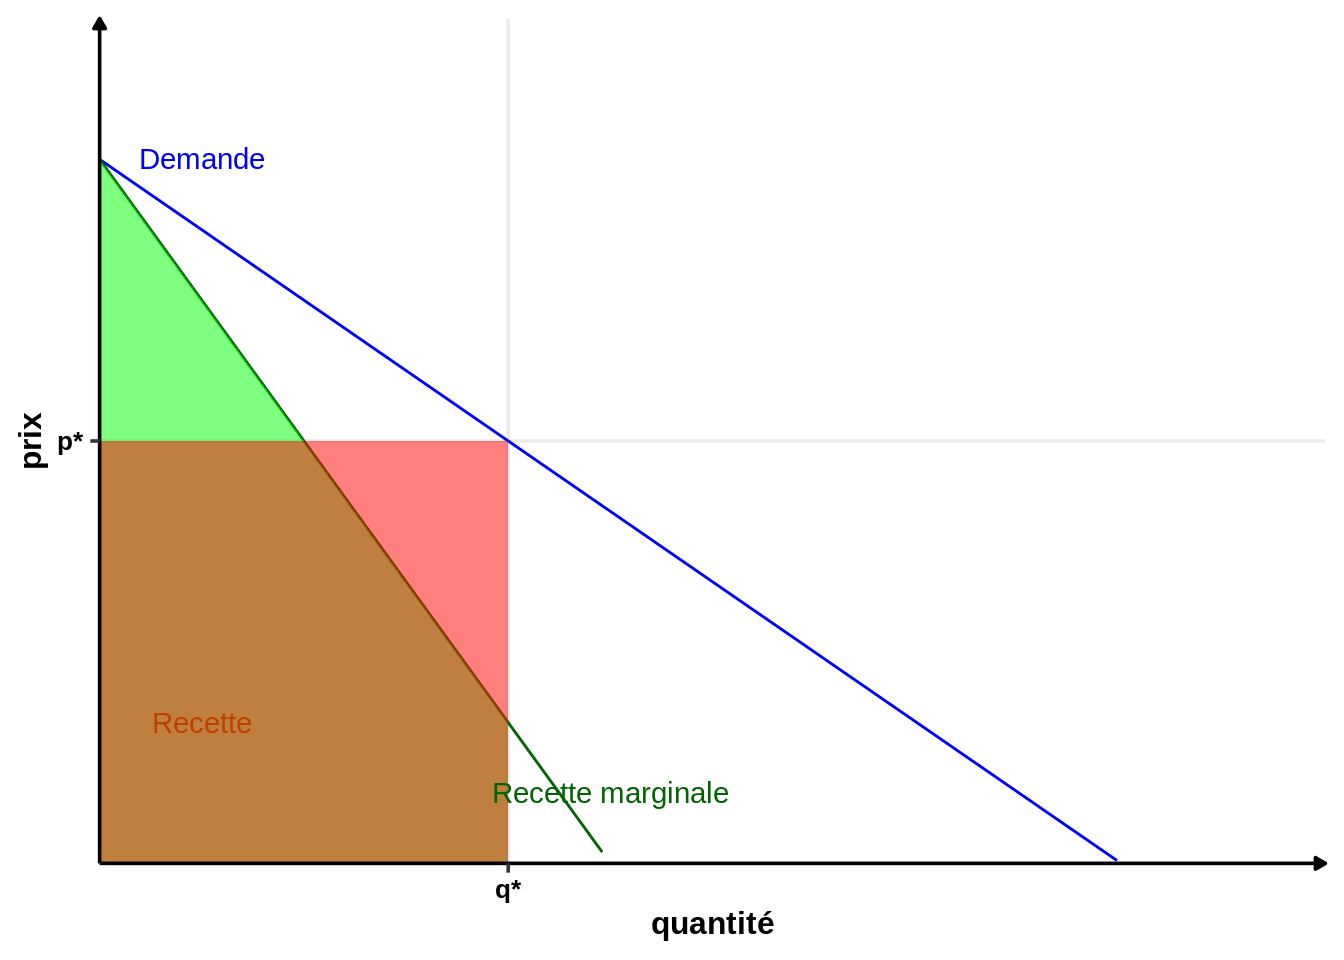 Demande
prix
p*
Recette
Recette marginale
q*
quantité